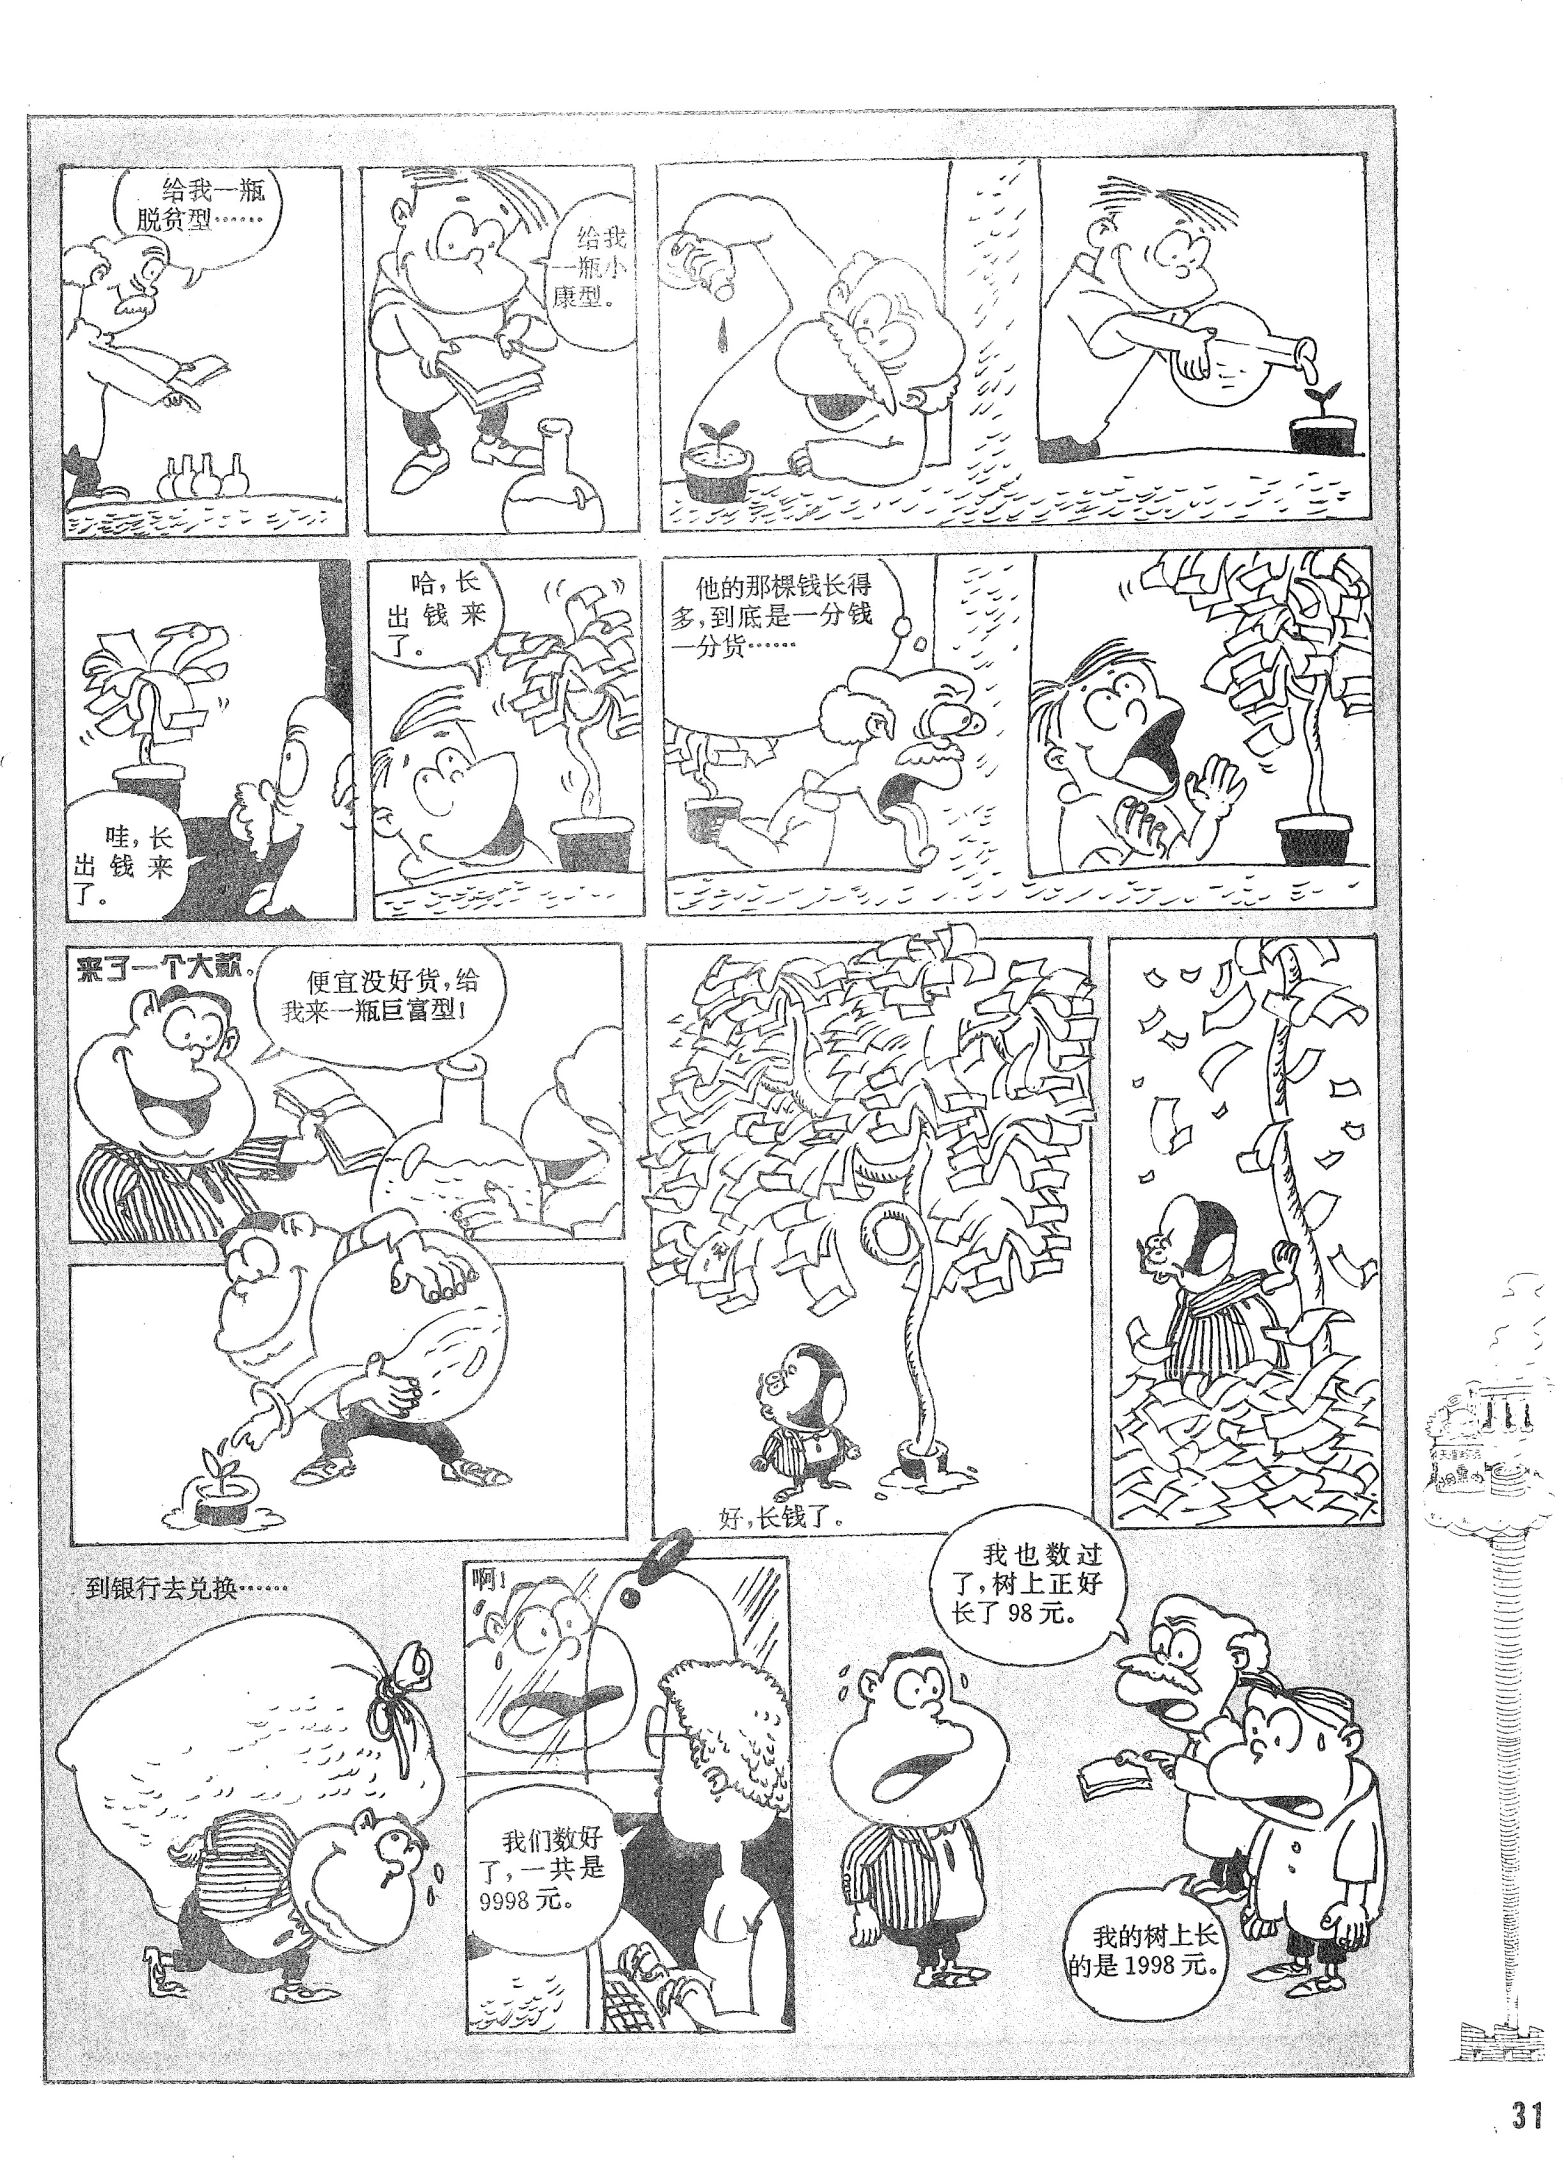 给我一瓶
脱贫型……
给我
一瓶小
康型。
哇,长
出钱来
了。
哈,长
出钱来
了。
他的那棵钱长得
多,到底是一分钱
一分货……
来了一个大款。
便宜没好货,给
我来一瓶巨富型!
好,长钱了。
到银行去兑换……
啊!
我们数好
了,一共是
9998元。
我也数过
了,树上正好
长了98元。
我的树上长
的是1998元。
31